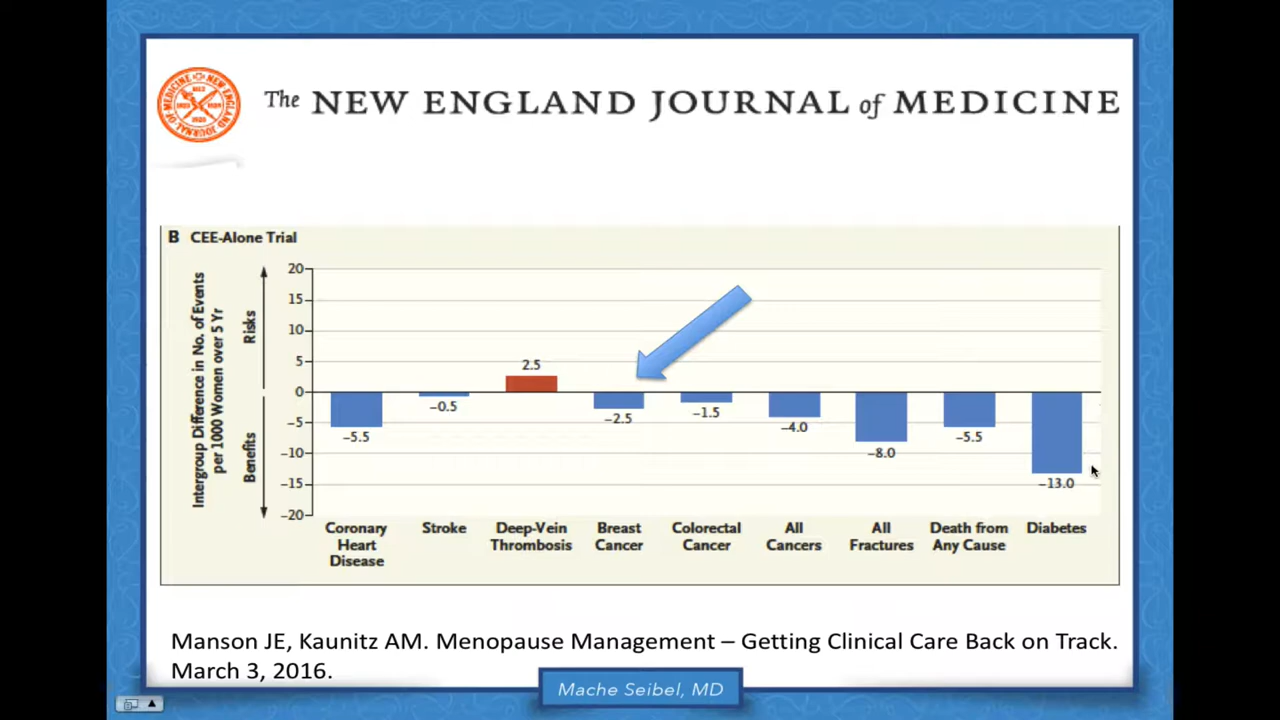 The NEW ENGLAND JOURNAL of MEDICINE
B CEE-Alone Trial
Intergroup Difference in No. of Events
per 1000 Women over 5 Yr
Risks
Benefits
20
15
10
5
0
−5
−10
−15
−20
−5.5
−0.5
2.5
−2.5
−1.5
−4.0
−8.0
−5.5
−13.0
Coronary
Heart
Disease
Stroke
Deep-Vein
Thrombosis
Breast
Cancer
Colorectal
Cancer
All
Cancers
All
Fractures
Death from
Any Cause
Diabetes
Manson JE, Kaunitz AM. Menopause Management – Getting Clinical Care Back on Track.
March 3, 2016.
Mache Seibel, MD